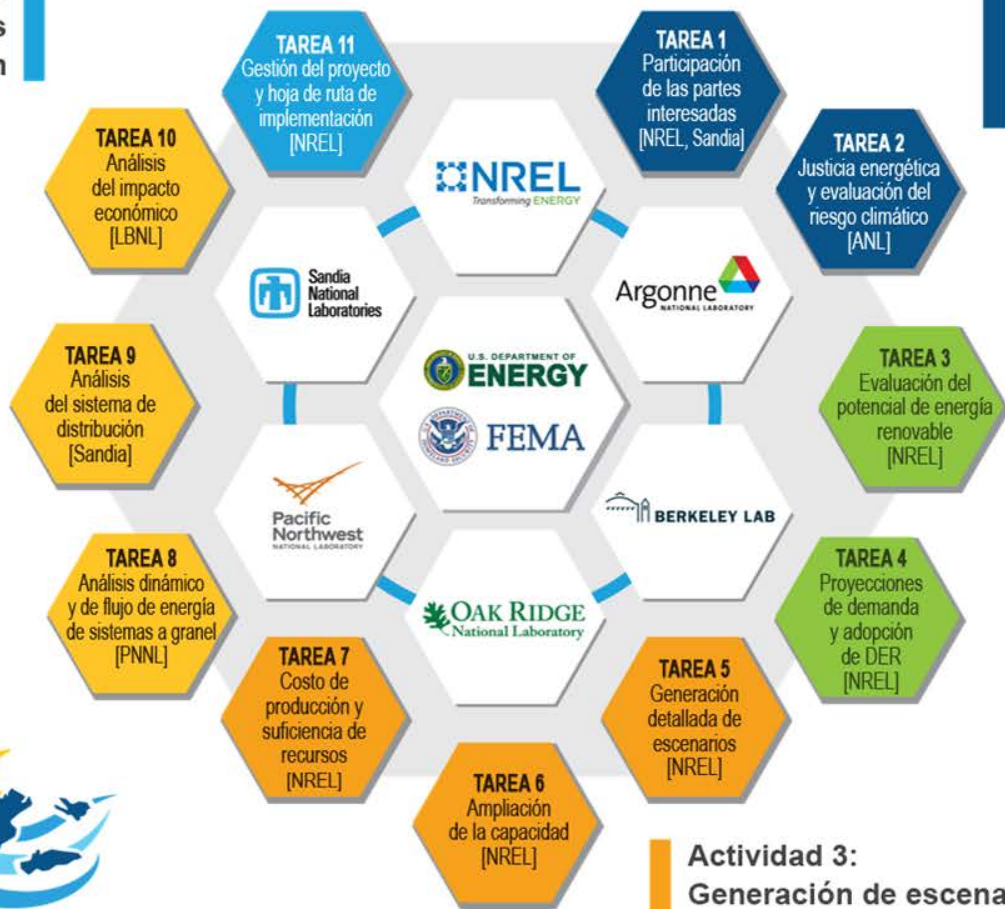 TAREA 11
Gestión del proyecto
y hoja de ruta de
implementación
[NREL]
TAREA 1
Participación
de las partes
interesadas
[NREL, Sandia]
TAREA 10
Análisis
del impacto
económico
[LBNL]
NREL
Transforming ENERGY
TAREA 2
Justicia energética
y evaluación del
riesgo climático
[ANL]
Sandia
National
Laboratories
Argonne
NATIONAL LABORATORY
TAREA 9
Análisis
del sistema de
distribución
[Sandia]
U.S. DEPARTMENT OF
ENERGY
FEMA
TAREA 3
Evaluación del
potencial de energía
renovable
[NREL]
Pacific
Northwest
NATIONAL LABORATORY
BERKELEY LAB
TAREA 8
Análisis dinámico
y de flujo de energía
de sistemas a granel
[PNNL]
OAK RIDGE
National Laboratory
TAREA 4
Proyecciones
de demanda
y adopción
de DER
[NREL]
TAREA 7
Costo de
producción y
suficiencia de
recursos
[NREL]
TAREA 5
Generación
detallada de
escenarios
[NREL]
TAREA 6
Ampliación
de la capacidad
[NREL]
Actividad 3:
Generación de